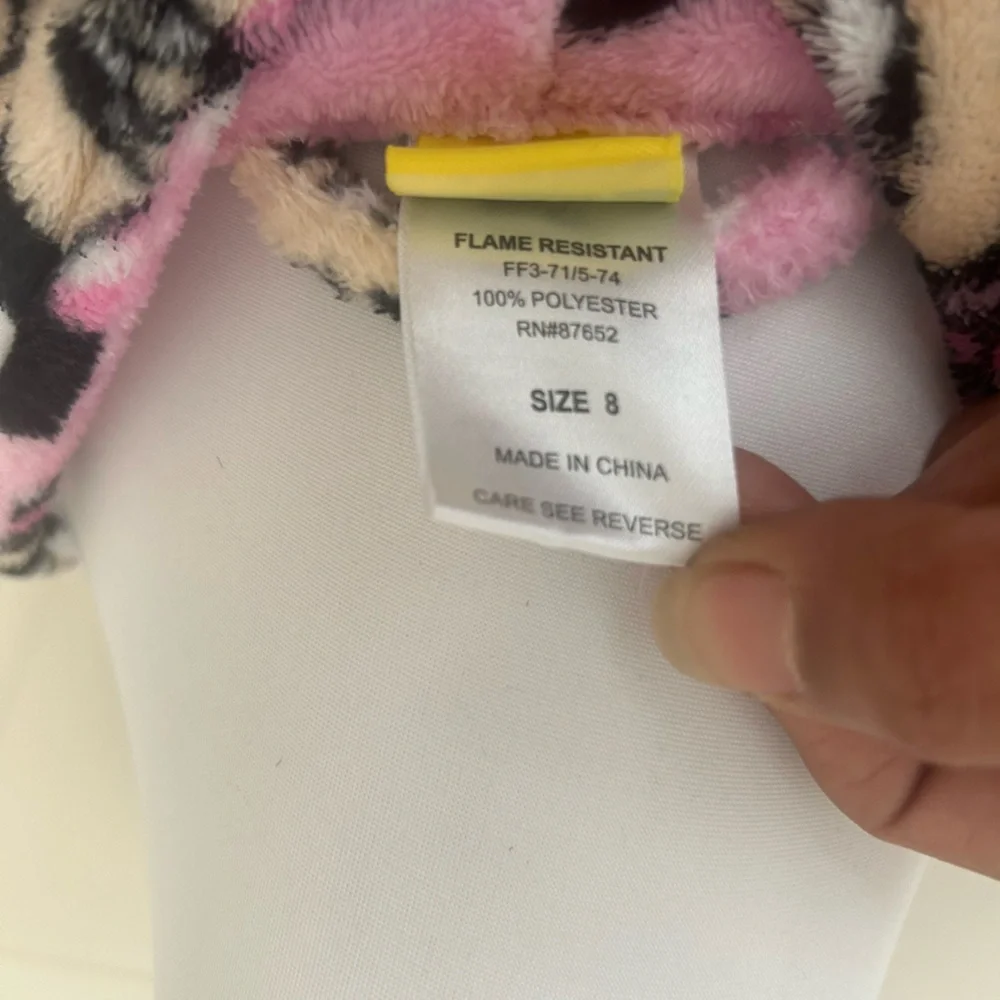 FLAME RESISTANT
FF3-71/5-74
100% POLYESTER
RN#87652
SIZE 8
MADE IN CHINA
CARE SEE REVERSE